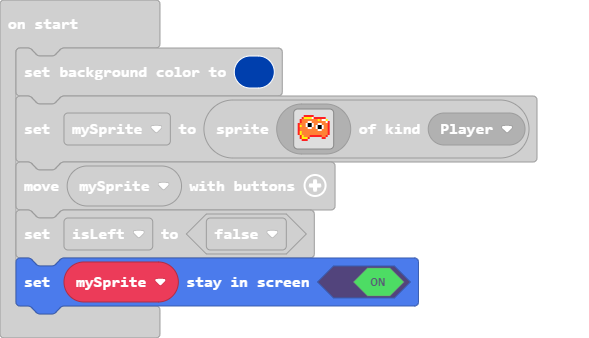 on start
set background color to
set mySprite to sprite of kind Player
move mySprite with buttons
set isLeft to false
set mySprite stay in screen ON